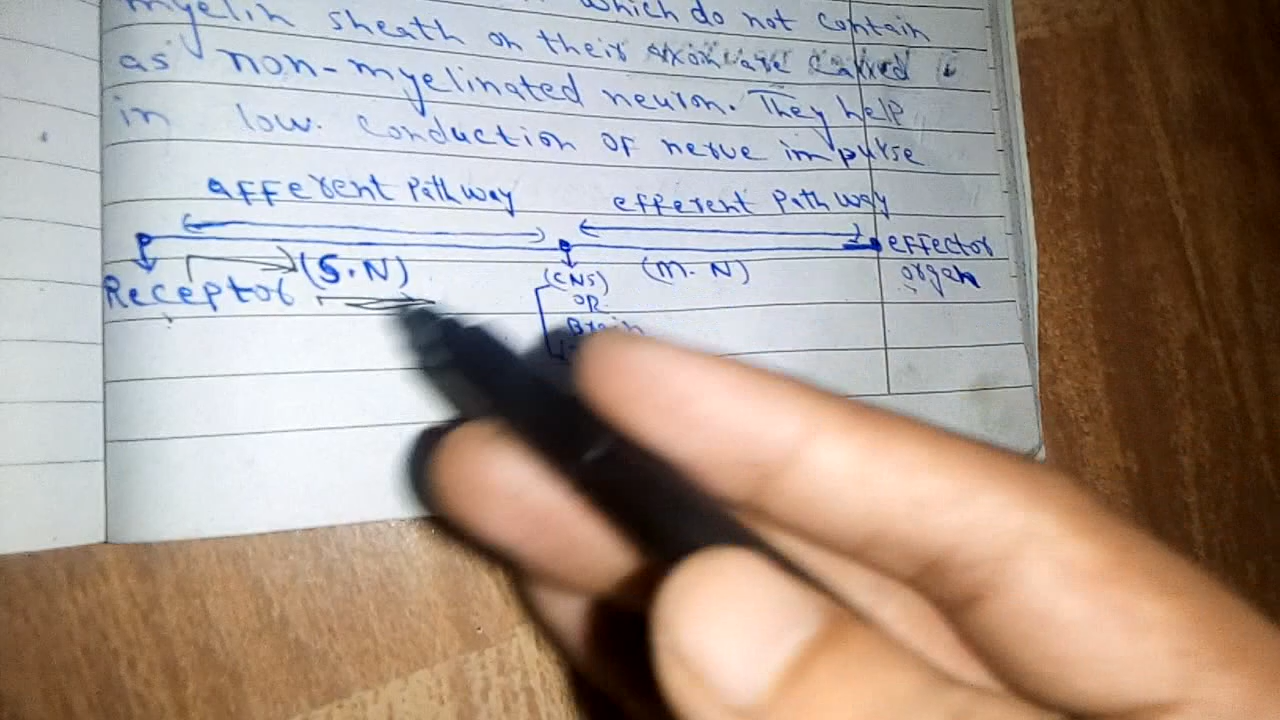 which do not contain
myelin sheath on their axon are called
as non-myelinated neuron. They help
in low. conduction of nerve impulse
afferent Pathway
efferent Pathway
effector
organ
Receptor
(S.N)
(CNS)
OR
Brain
(M.N)